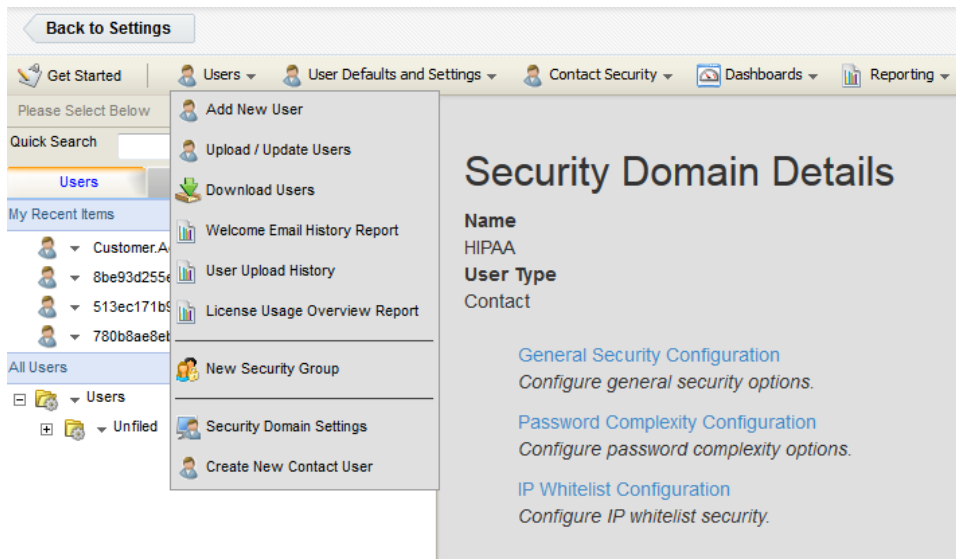 Back to Settings
Get Started
Users
User Defaults and Settings
Contact Security
Dashboards
Reporting
Please Select Below
Quick Search
Users
My Recent Items
Customer.A
8be93d255e
513ec171b9
780b8ae8eb
All Users
Users
Unfiled
Add New User
Upload / Update Users
Download Users
Welcome Email History Report
User Upload History
License Usage Overview Report
New Security Group
Security Domain Settings
Create New Contact User
Security Domain Details
Name
HIPAA
User Type
Contact
General Security Configuration
Configure general security options.
Password Complexity Configuration
Configure password complexity options.
IP Whitelist Configuration
Configure IP whitelist security.